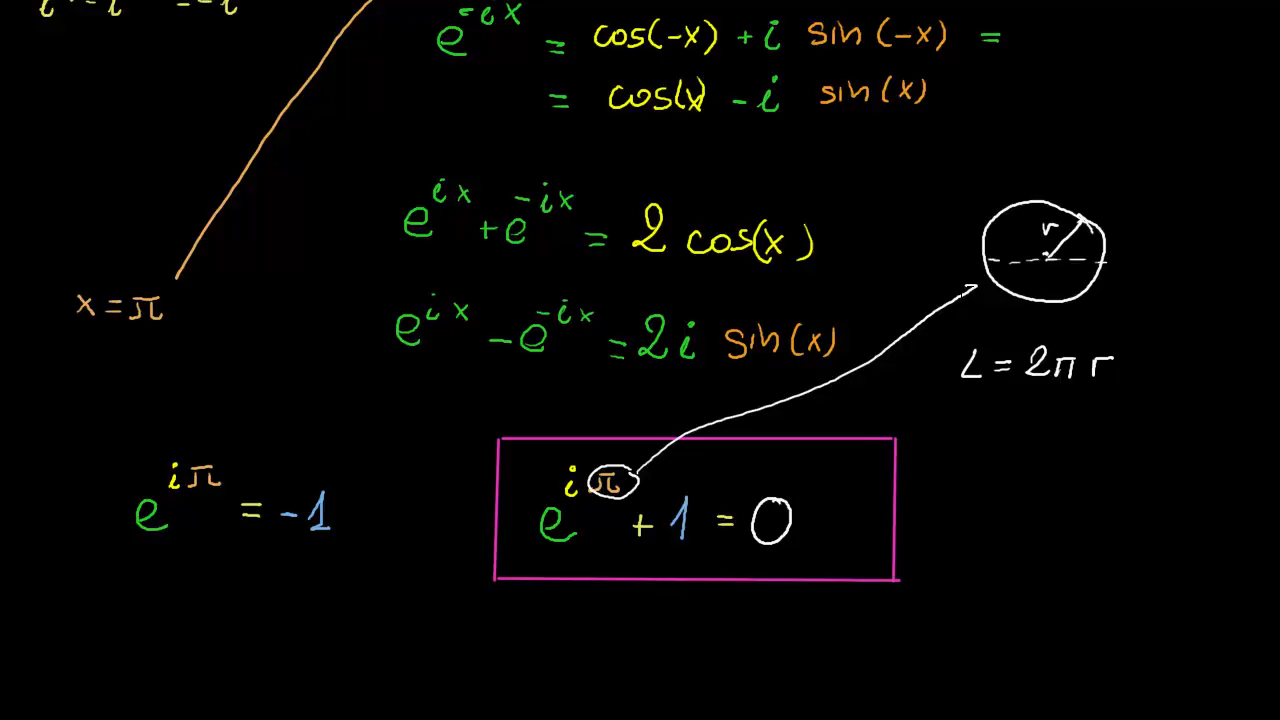 e^{-ix} = cos(-x) + i sin(-x) =
= cos(x) - i sin(x)
e^{ix} + e^{-ix} = 2 cos(x)
r
x = π
e^{ix} - e^{-ix} = 2i sin(x)
L = 2π r
e^{iπ} = -1
e^{iπ} + 1 = 0